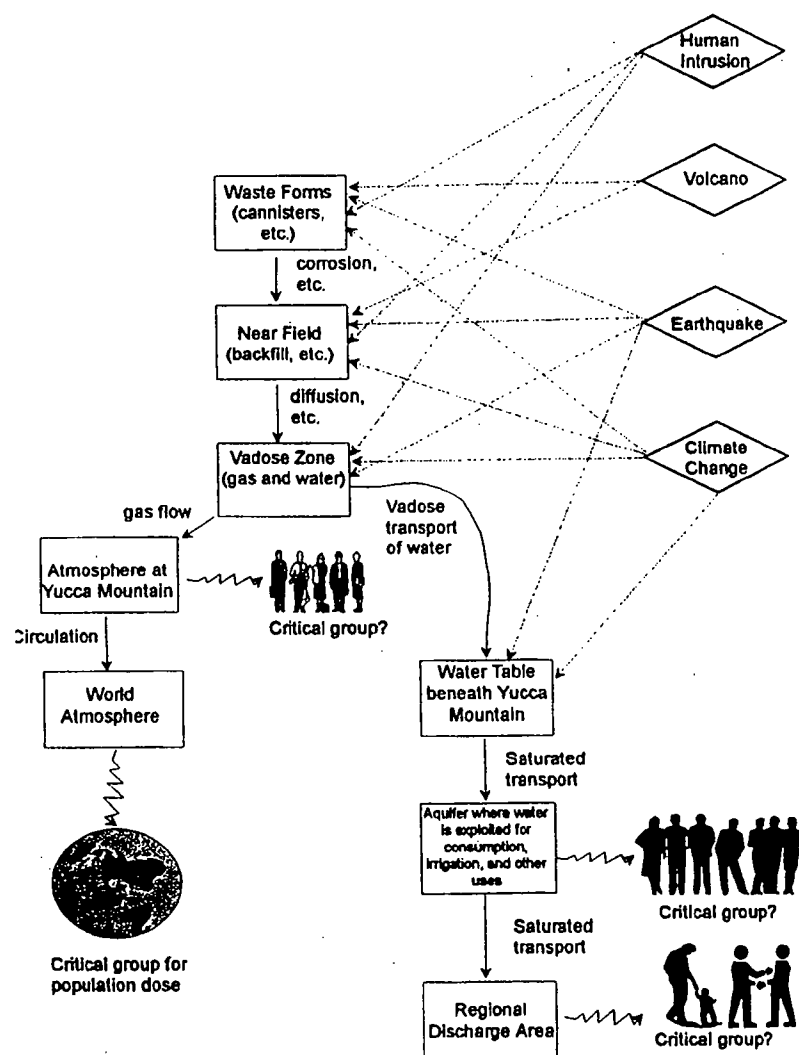 Human
Intrusion
Volcano
Earthquake
Climate
Change
Waste Forms
(cannisters,
etc.)
corrosion,
etc.
Near Field
(backfill, etc.)
diffusion,
etc.
Vadose Zone
(gas and water)
gas flow
Vadose
transport
of water
Atmosphere at
Yucca Mountain
Critical group?
Circulation
World
Atmosphere
Critical group for
population dose
Water Table
beneath Yucca
Mountain
Saturated
transport
Aquifer where water
is exploited for
consumption,
irrigation, and other
uses
Critical group?
Saturated
transport
Regional
Discharge Area
Critical group?